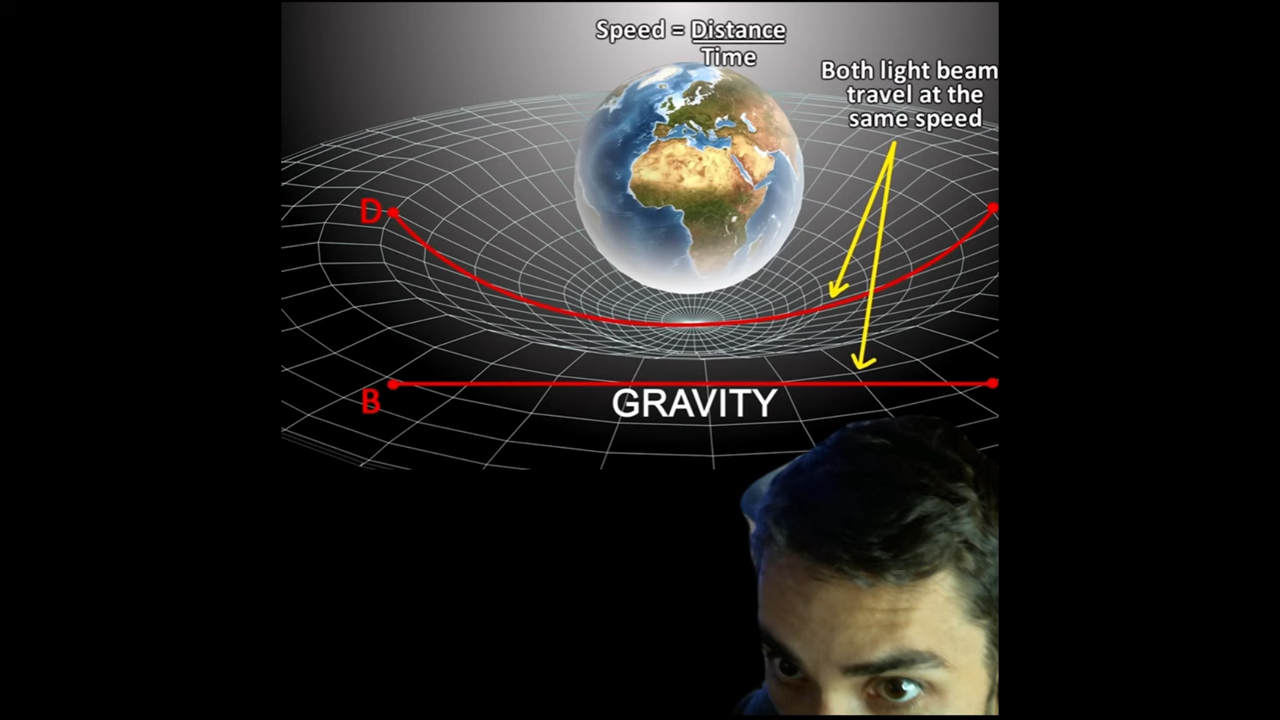 Speed = Distance
Time
Both light beam
travel at the
same speed
D
B
GRAVITY